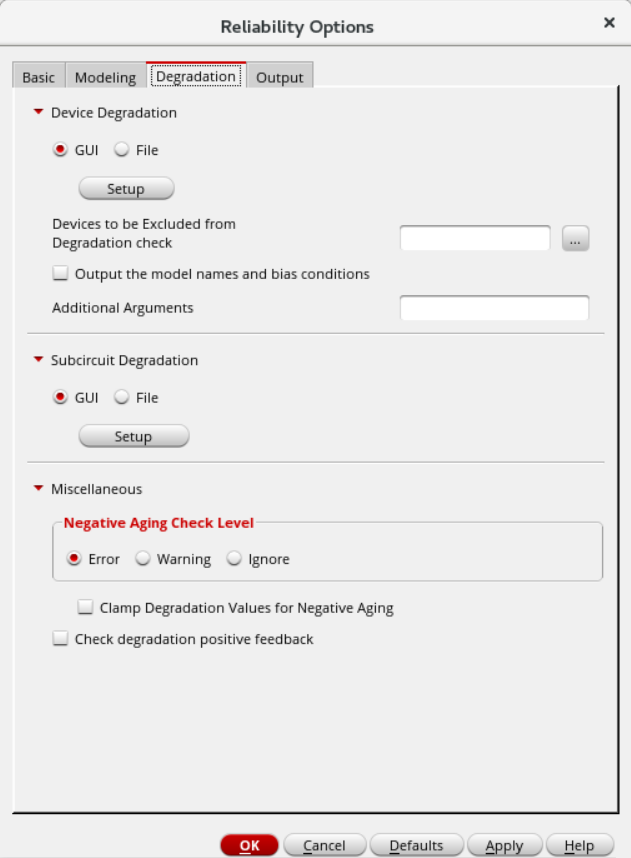 Reliability Options
Basic Modeling Degradation Output
Device Degradation
GUI File
Setup
Devices to be Excluded from
Degradation check
...
Output the model names and bias conditions
Additional Arguments
Subcircuit Degradation
GUI File
Setup
Miscellaneous
Negative Aging Check Level
Error Warning Ignore
Clamp Degradation Values for Negative Aging
Check degradation positive feedback
OK Cancel Defaults Apply Help